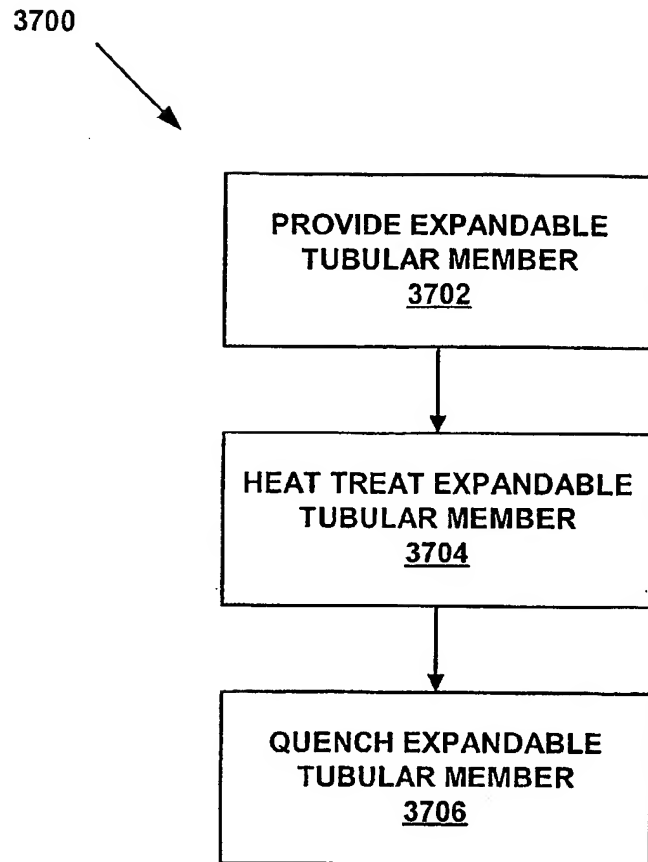 3700
PROVIDE EXPANDABLE
TUBULAR MEMBER
3702
HEAT TREAT EXPANDABLE
TUBULAR MEMBER
3704
QUENCH EXPANDABLE
TUBULAR MEMBER
3706